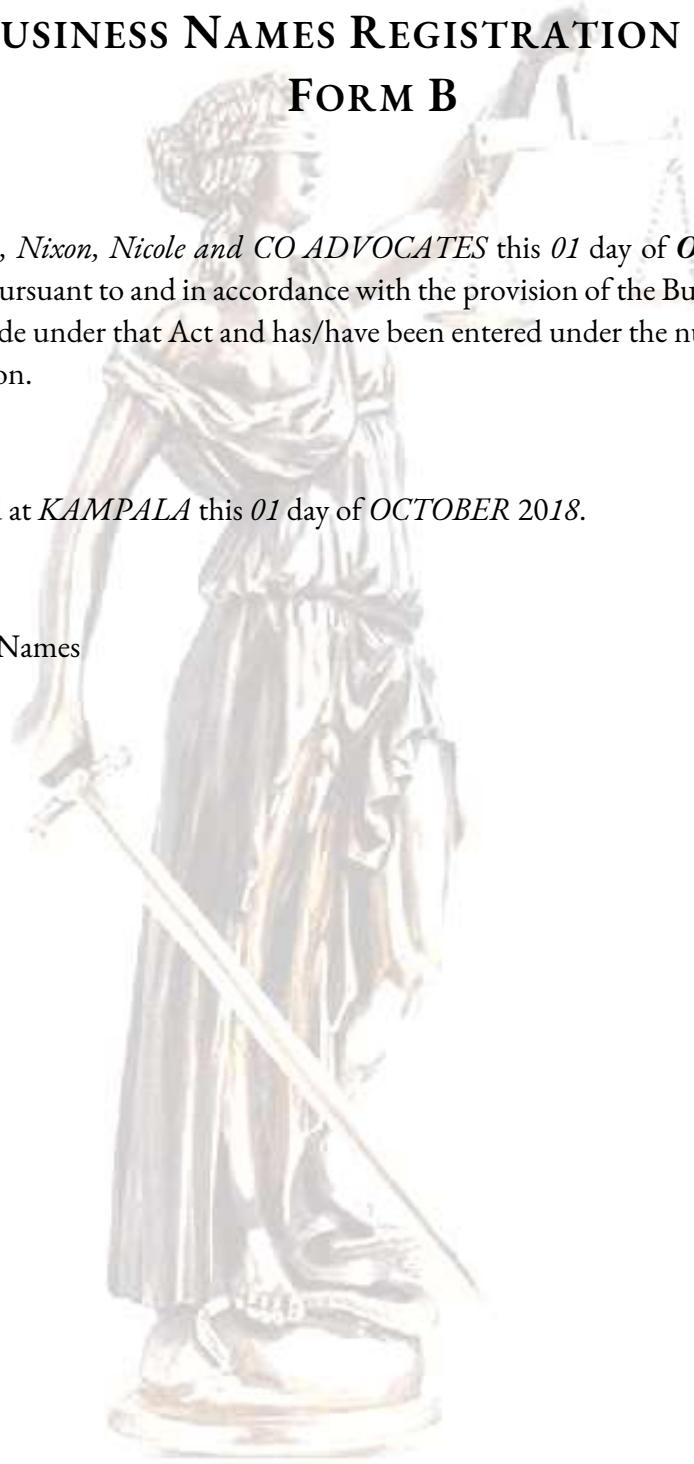 USINESS NAMES REGISTRATION
FORM B
, Nixon, Nicole and CO ADVOCATES this 01 day of O
ursuant to and in accordance with the provision of the Bu
de under that Act and has/have been entered under the nu
on.
at KAMPALA this 01 day of OCTOBER 2018.
Names